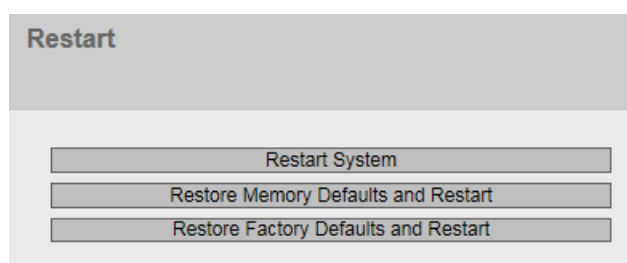 Restart
Restart System
Restore Memory Defaults and Restart
Restore Factory Defaults and Restart